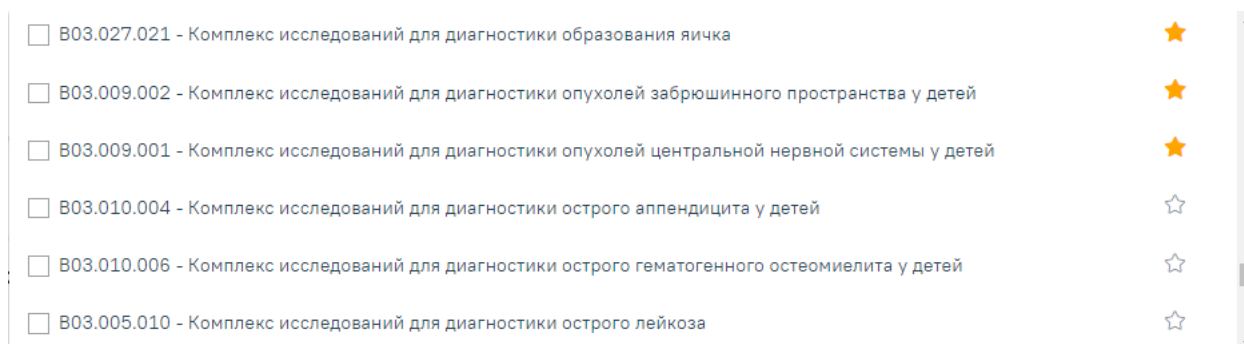 B03.027.021 - Комплекс исследований для диагностики образования яичка
B03.009.002 - Комплекс исследований для диагностики опухолей забрюшинного пространства у детей
B03.009.001 - Комплекс исследований для диагностики опухолей центральной нервной системы у детей
B03.010.004 - Комплекс исследований для диагностики острого аппендицита у детей
B03.010.006 - Комплекс исследований для диагностики острого гематогенного остеомиелита у детей
B03.005.010 - Комплекс исследований для диагностики острого лейкоза